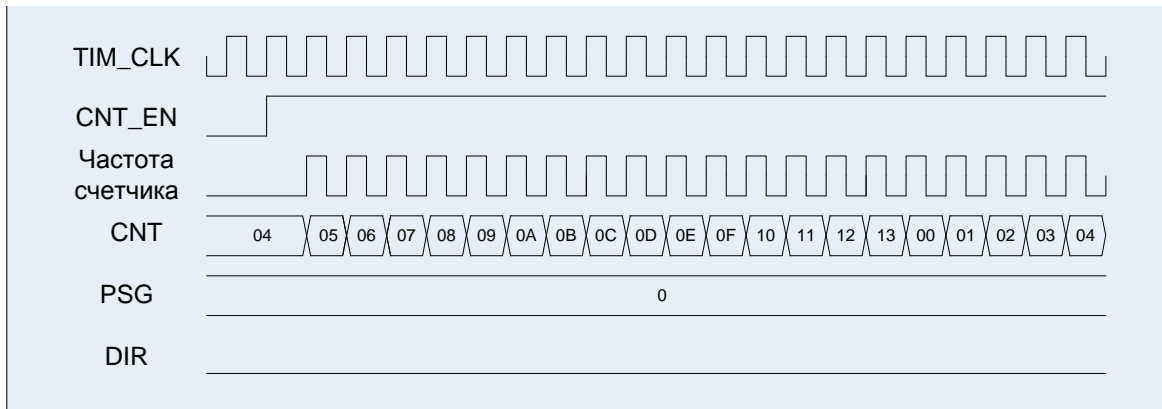 TIM_CLK
CNT_EN
Частота
счетчика
CNT 04 05 06 07 08 09 0A 0B 0C 0D 0E 0F 10 11 12 13 00 01 02 03 04
PSG 0
DIR